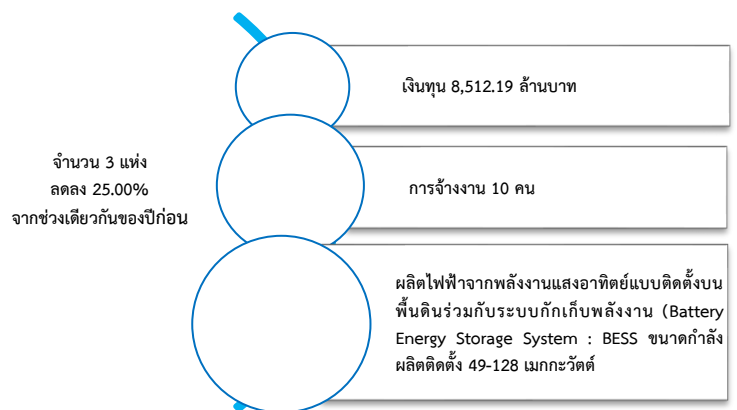 จำนวน 3 แห่ง
ลดลง 25.00%
จากช่วงเดียวกันของปีก่อน
เงินทุน 8,512.19 ล้านบาท
การจ้างงาน 10 คน
ผลิตไฟฟ้าจากพลังงานแสงอาทิตย์แบบติดตั้งบน
พื้นดินร่วมกับระบบกักเก็บพลังงาน (Battery
Energy Storage System : BESS ขนาดกำลัง
ผลิตติดตั้ง 49-128 เมกกะวัตต์